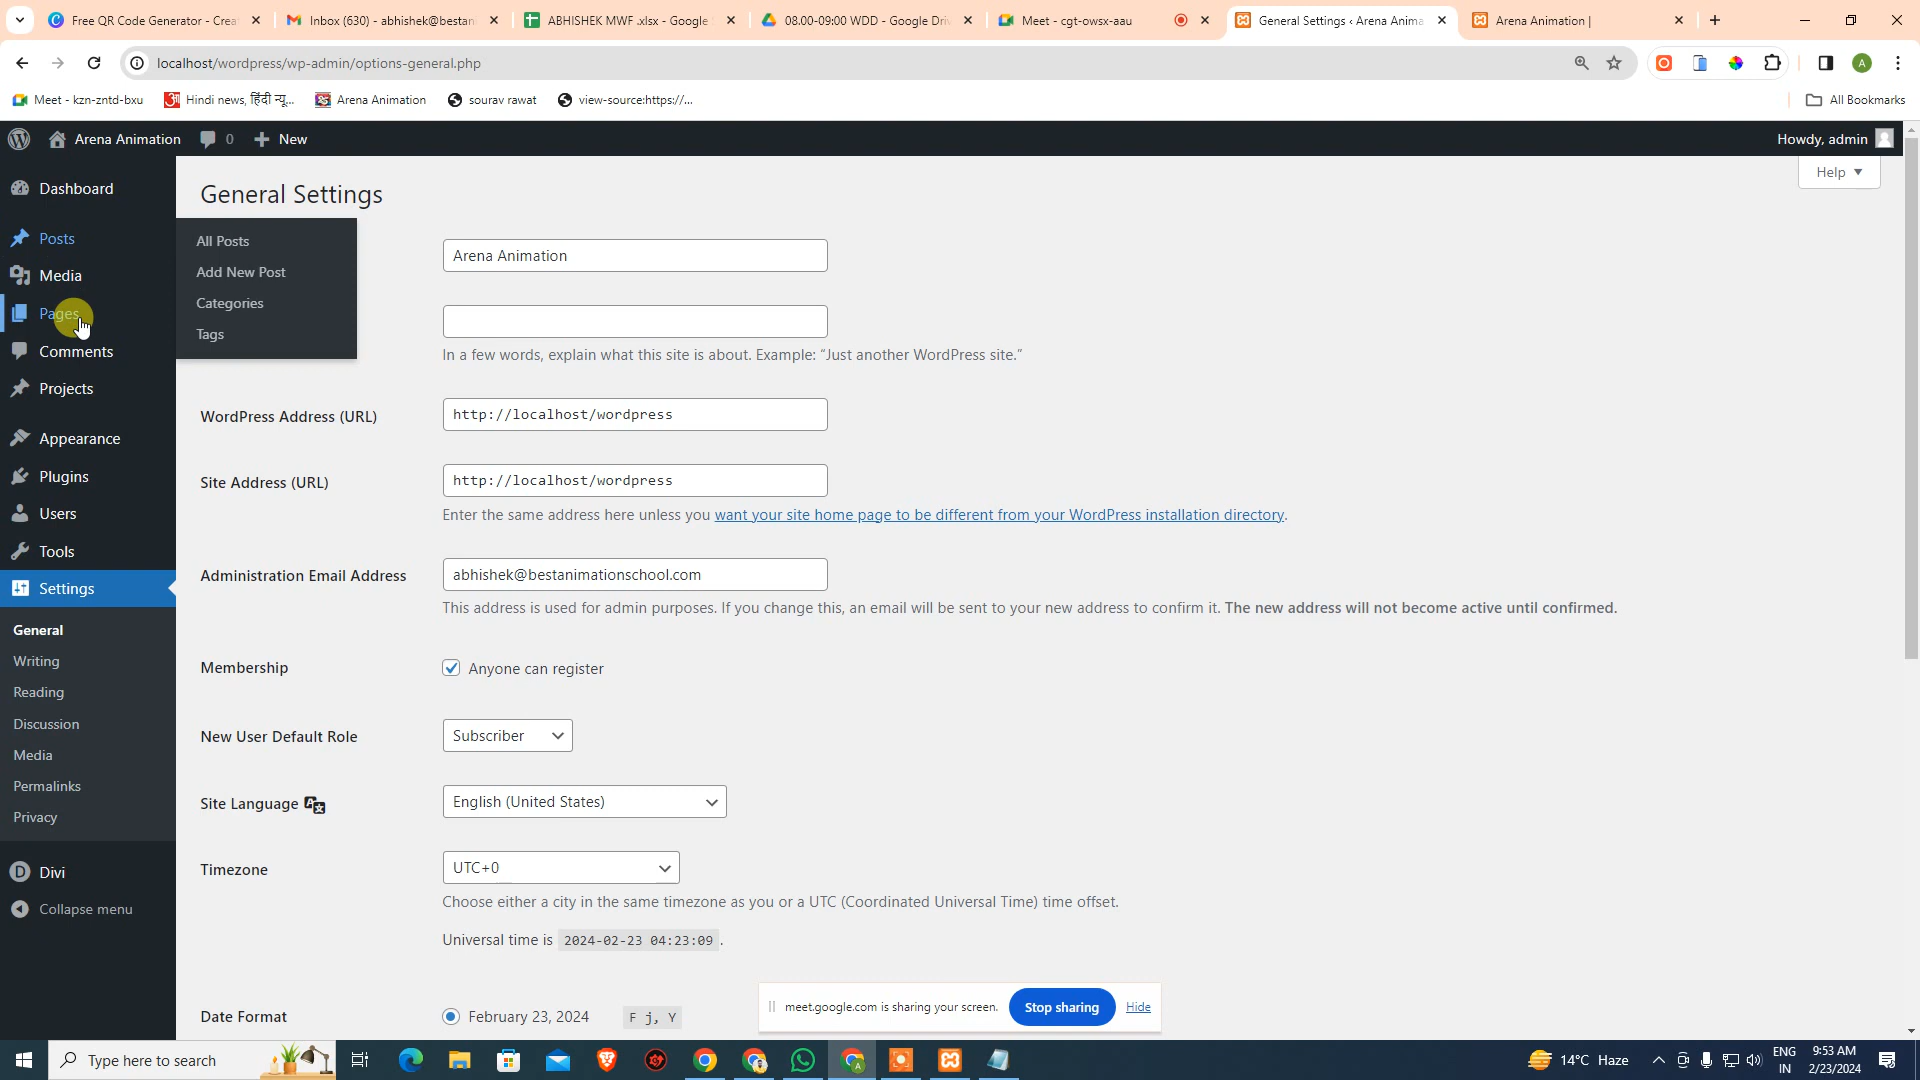 Free QR Code Generator - Crea
Inbox (630) - abhishek@bestan
ABHISHEK MWF .xlsx - Google
08.00-09:00 WDD - Google Dri
Meet - cgt-owsx-aau
General Settings ‹ Arena Anima
Arena Animation |
localhost/wordpress/wp-admin/options-general.php
A
Meet - kzn-zntd-bxu
Hindi news, हिंदी न्यू...
Arena Animation
sourav rawat
view-source:https://...
All Bookmarks
Arena Animation
0
New
Howdy, admin
Dashboard
General Settings
Help
Posts
All Posts
Arena Animation
Media
Add New Post
Pages
Categories
Comments
Tags
In a few words, explain what this site is about. Example: “Just another WordPress site.”
Projects
WordPress Address (URL)
http://localhost/wordpress
Appearance
Plugins
Site Address (URL)
http://localhost/wordpress
Users
Enter the same address here unless you want your site home page to be different from your WordPress installation directory.
Tools
Settings
Administration Email Address
abhishek@bestanimationschool.com
This address is used for admin purposes. If you change this, an email will be sent to your new address to confirm it. The new address will not become active until confirmed.
General
Writing
Membership
Anyone can register
Reading
Discussion
New User Default Role
Subscriber
Media
Permalinks
Site Language
English (United States)
Privacy
Divi
Timezone
UTC+0
Collapse menu
Choose either a city in the same timezone as you or a UTC (Coordinated Universal Time) time offset.
Universal time is 2024-02-23 04:23:09 .
Date Format
February 23, 2024
F j, Y
meet.google.com is sharing your screen.
Stop sharing
Hide
Type here to search
14°C Haze
ENG
IN
9:53 AM
2/23/2024